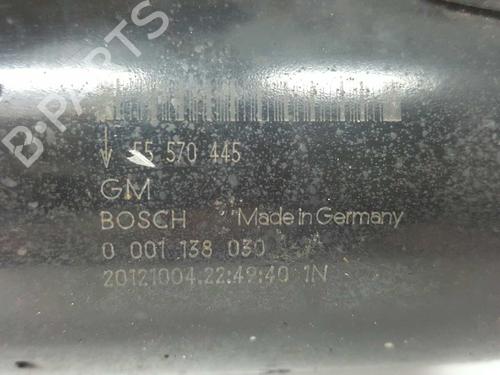 B-PARTS
55 570 445
GM
BOSCH Made in Germany
0 001 138 030
20121004.22:49:40 1N